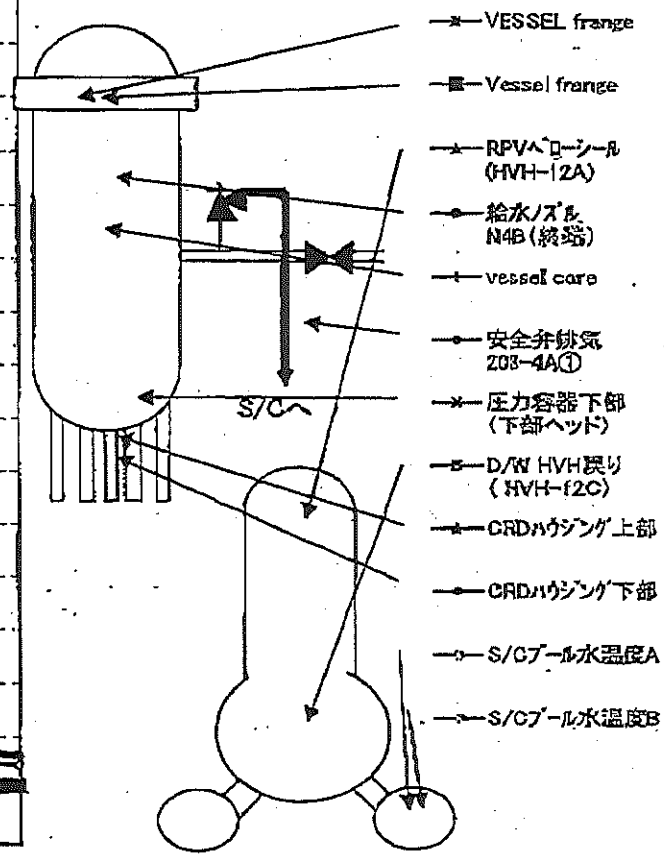 VESSEL frange
Vessel frange
RPVベローシール
(HVH-12A)
給水ノズル
N4B(終端)
vessel core
安全弁排気
203-4A①
S/Cへ
圧力容器下部
(下部ヘッド)
D/W HVH戻り
(HVH-12C)
CRDハウジング上部
CRDハウジング下部
S/Cプール水温度A
S/Cプール水温度B